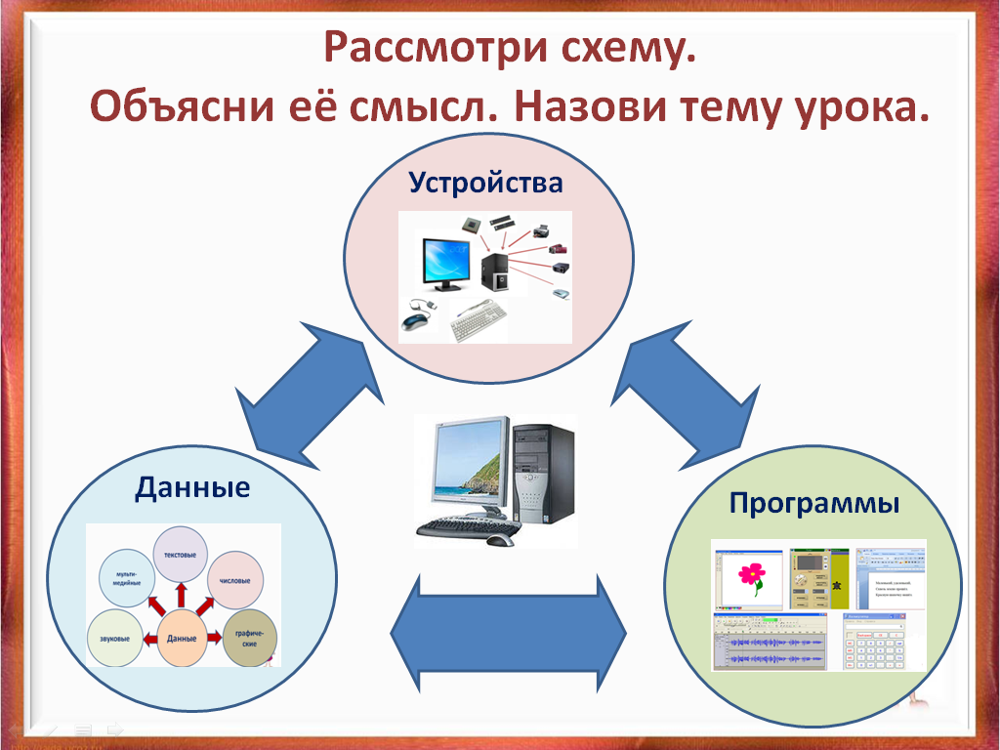 Рассмотри схему.
Объясни её смысл. Назови тему урока.
Устройства
Данные
текстовые
мульти-
медийные
числовые
звуковые
Данные
графиче-
ские
Программы